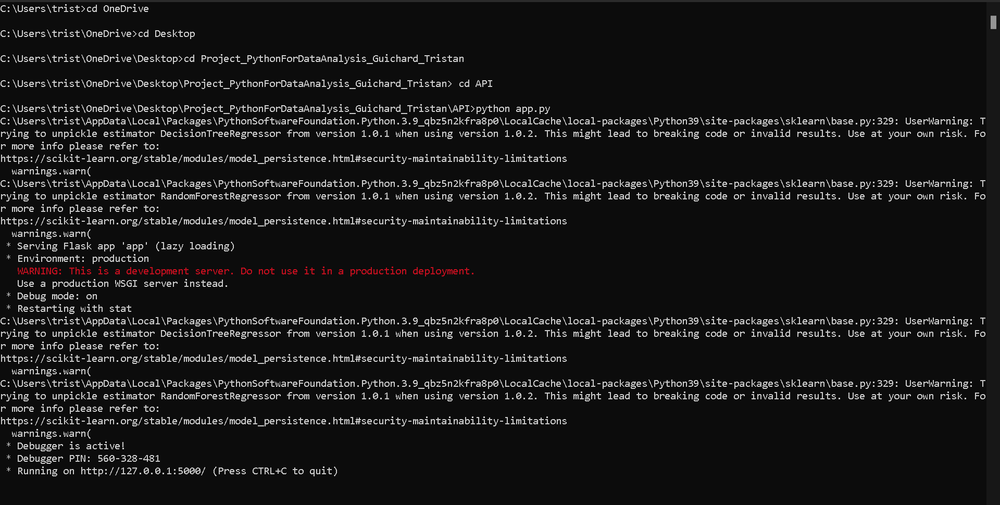 C:\Users\trist>cd OneDrive
C:\Users\trist\OneDrive>cd Desktop
C:\Users\trist\OneDrive\Desktop>cd Project_PythonForDataAnalysis_Guichard_Tristan
C:\Users\trist\OneDrive\Desktop\Project_PythonForDataAnalysis_Guichard_Tristan> cd API
C:\Users\trist\OneDrive\Desktop\Project_PythonForDataAnalysis_Guichard_Tristan\API>python app.py
C:\Users\trist\AppData\Local\Packages\PythonSoftwareFoundation.Python.3.9_qbz5n2kfra8p0\LocalCache\local-packages\Python39\site-packages\sklearn\base.py:329: UserWarning: T
rying to unpickle estimator DecisionTreeRegressor from version 1.0.1 when using version 1.0.2. This might lead to breaking code or invalid results. Use at your own risk. Fo
r more info please refer to:
https://scikit-learn.org/stable/modules/model_persistence.html#security-maintainability-limitations
  warnings.warn(
C:\Users\trist\AppData\Local\Packages\PythonSoftwareFoundation.Python.3.9_qbz5n2kfra8p0\LocalCache\local-packages\Python39\site-packages\sklearn\base.py:329: UserWarning: T
rying to unpickle estimator RandomForestRegressor from version 1.0.1 when using version 1.0.2. This might lead to breaking code or invalid results. Use at your own risk. Fo
r more info please refer to:
https://scikit-learn.org/stable/modules/model_persistence.html#security-maintainability-limitations
  warnings.warn(
 * Serving Flask app 'app' (lazy loading)
 * Environment: production
   WARNING: This is a development server. Do not use it in a production deployment.
   Use a production WSGI server instead.
 * Debug mode: on
 * Restarting with stat
C:\Users\trist\AppData\Local\Packages\PythonSoftwareFoundation.Python.3.9_qbz5n2kfra8p0\LocalCache\local-packages\Python39\site-packages\sklearn\base.py:329: UserWarning: T
rying to unpickle estimator DecisionTreeRegressor from version 1.0.1 when using version 1.0.2. This might lead to breaking code or invalid results. Use at your own risk. Fo
r more info please refer to:
https://scikit-learn.org/stable/modules/model_persistence.html#security-maintainability-limitations
  warnings.warn(
C:\Users\trist\AppData\Local\Packages\PythonSoftwareFoundation.Python.3.9_qbz5n2kfra8p0\LocalCache\local-packages\Python39\site-packages\sklearn\base.py:329: UserWarning: T
rying to unpickle estimator RandomForestRegressor from version 1.0.1 when using version 1.0.2. This might lead to breaking code or invalid results. Use at your own risk. Fo
r more info please refer to:
https://scikit-learn.org/stable/modules/model_persistence.html#security-maintainability-limitations
  warnings.warn(
 * Debugger is active!
 * Debugger PIN: 560-328-481
 * Running on http://127.0.0.1:5000/ (Press CTRL+C to quit)